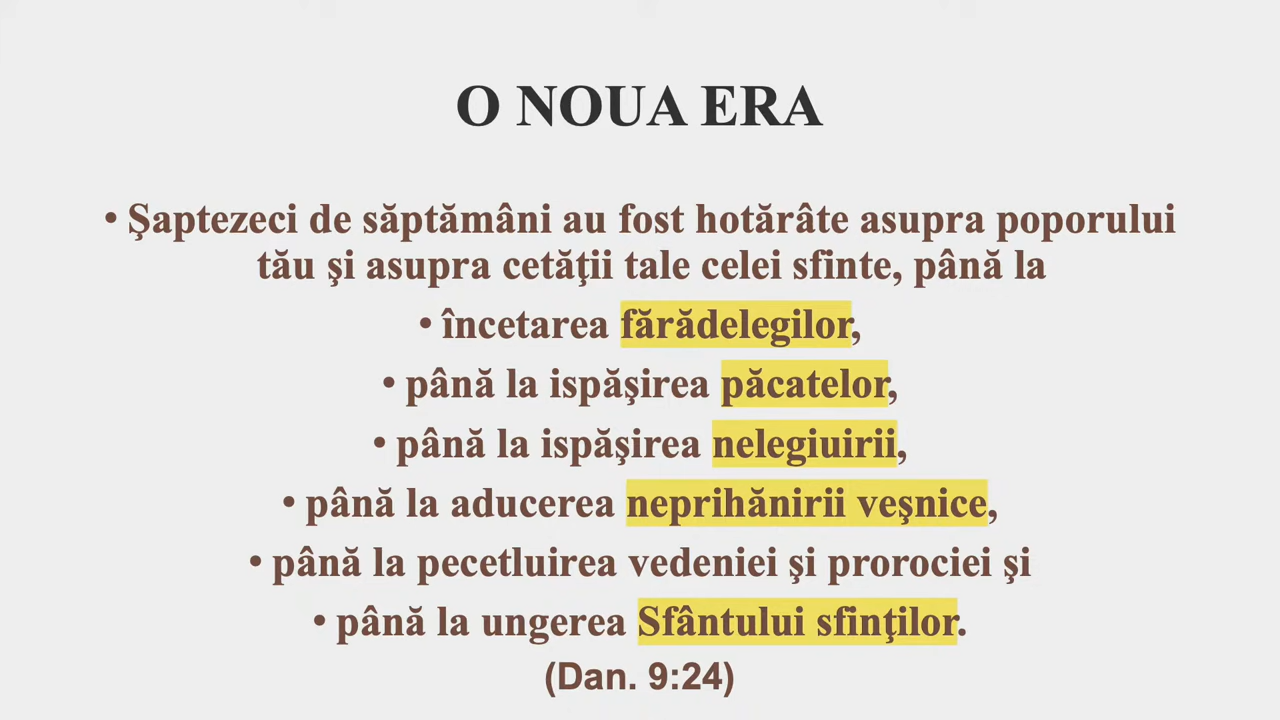 O NOUA ERA
• Şaptezeci de săptămâni au fost hotărâte asupra poporului
tău şi asupra cetăţii tale celei sfinte, până la
• încetarea fărădelegilor,
• până la ispăşirea păcatelor,
• până la ispăşirea nelegiuirii,
• până la aducerea neprihănirii veşnice,
• până la pecetluirea vedeniei şi prorociei şi
• până la ungerea Sfântului sfinţilor.
(Dan. 9:24)